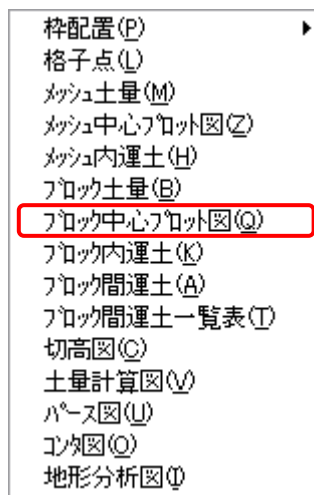 枠配置(P)
格子点(L)
ﾒｯｼｭ土量(M)
ﾒｯｼｭ中心ﾌﾟﾛｯﾄ図(Z)
ﾒｯｼｭ内運土(H)
ﾌﾞﾛｯｸ土量(B)
ﾌﾞﾛｯｸ中心ﾌﾟﾛｯﾄ図(Q)
ﾌﾞﾛｯｸ内運土(K)
ﾌﾞﾛｯｸ間運土(A)
ﾌﾞﾛｯｸ間運土一覧表(T)
切高図(C)
土量計算図(V)
ﾊﾟｰｽ図(U)
ｺﾝﾀ図(O)
地形分析図(I)